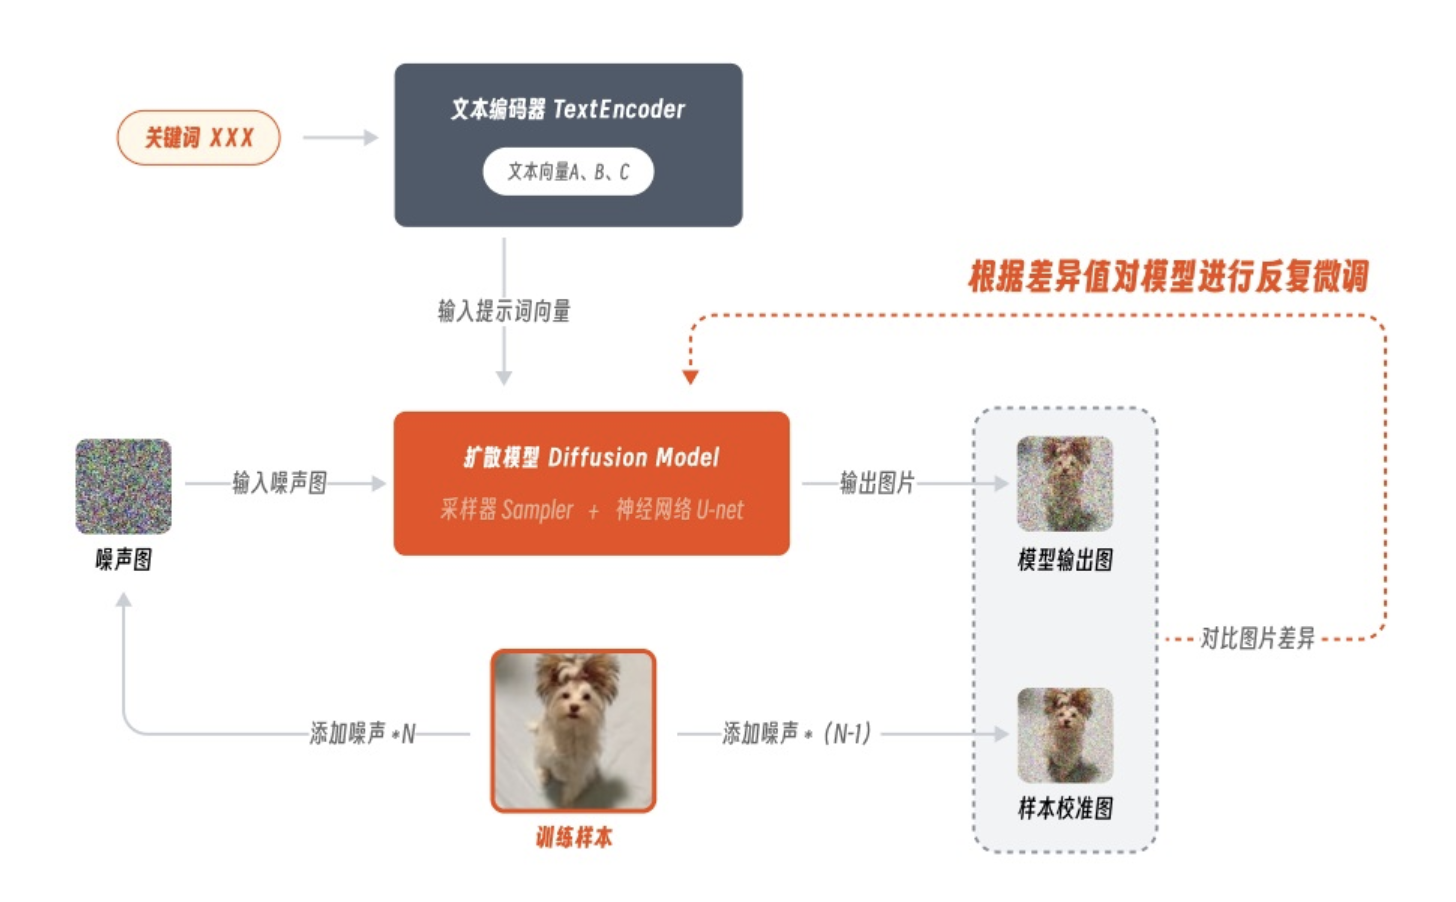 文本编码器 TextEncoder
关键词 XXX
文本向量A、B、C
根据差异值对模型进行反复微调
输入提示词向量
扩散模型 Diffusion Model
输入噪声图
输出图片
采样器 Sampler + 神经网络 U-net
噪声图
模型输出图
对比图片差异
添加噪声 *N
添加噪声 * (N-1)
样本校准图
训练样本